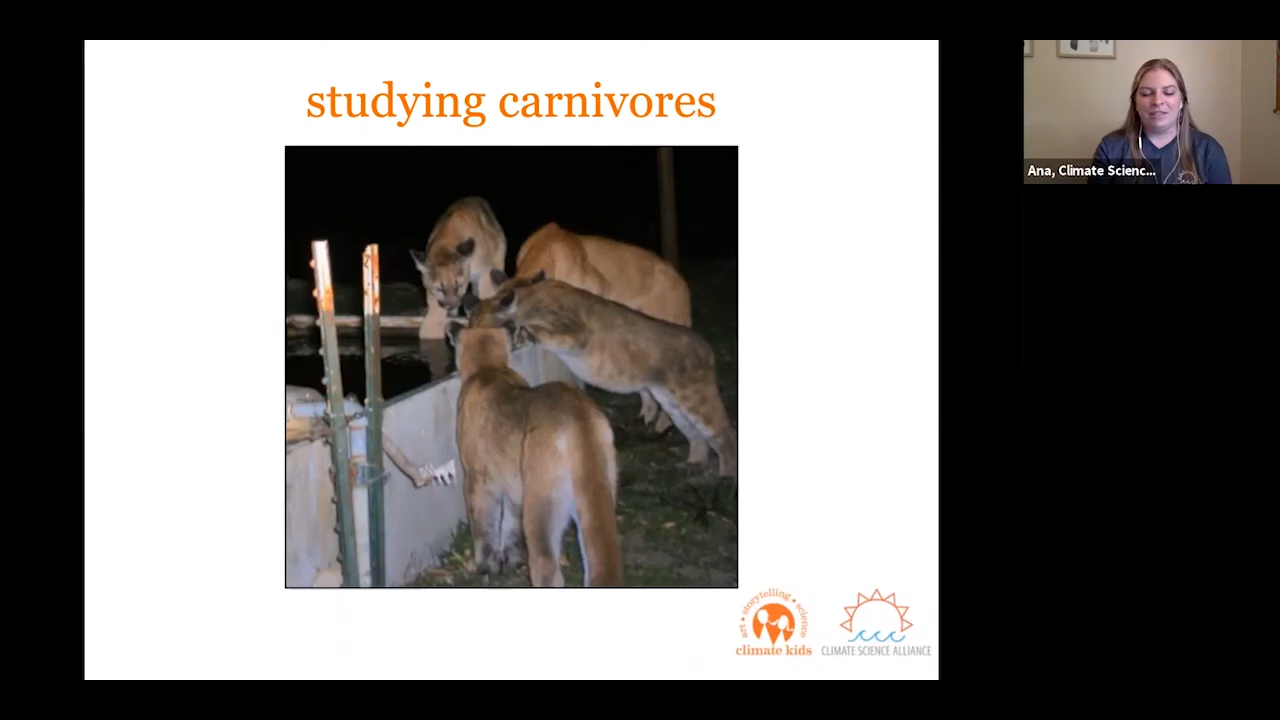 studying carnivores
Ana, Climate Scienc...
art • storytelling • science
climate kids
CLIMATE SCIENCE ALLIANCE